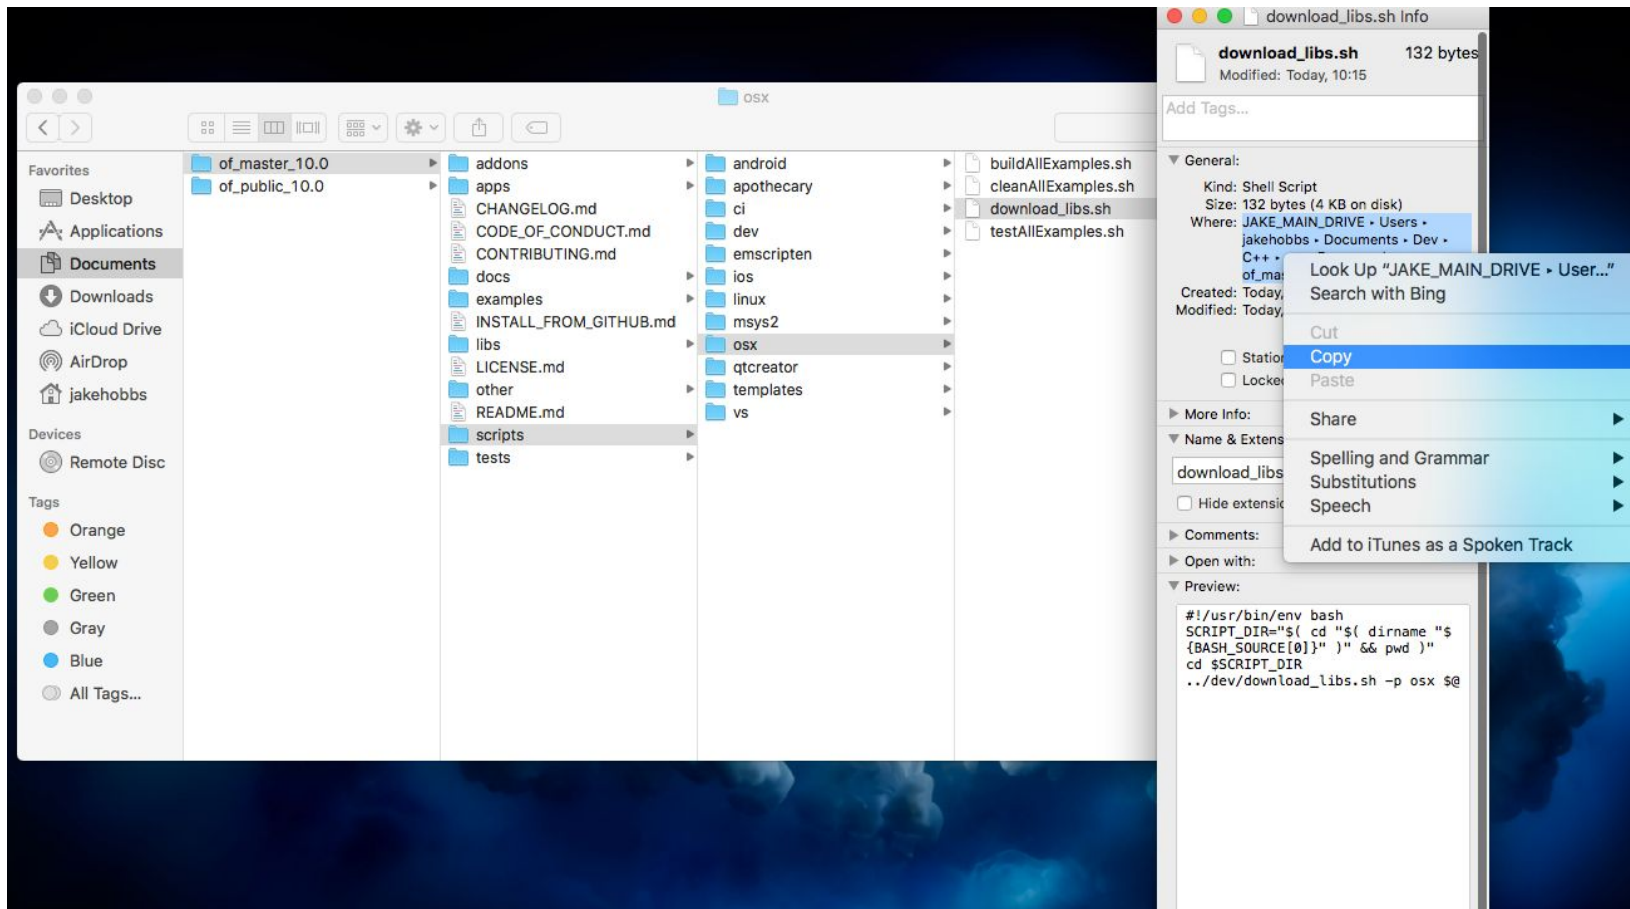 osx
Favorites
Desktop
Applications
Documents
Downloads
iCloud Drive
AirDrop
jakehobbs
Devices
Remote Disc
Tags
Orange
Yellow
Green
Gray
Blue
All Tags...
of_master_10.0
of_public_10.0
addons
apps
CHANGELOG.md
CODE_OF_CONDUCT.md
CONTRIBUTING.md
docs
examples
INSTALL_FROM_GITHUB.md
libs
LICENSE.md
other
README.md
scripts
tests
android
apothecary
ci
dev
emscripten
ios
linux
msys2
osx
qtcreator
templates
vs
buildAllExamples.sh
cleanAllExamples.sh
download_libs.sh
testAllExamples.sh
download_libs.sh Info
download_libs.sh 132 bytes
Modified: Today, 10:15
Add Tags...
General:
Kind: Shell Script
Size: 132 bytes (4 KB on disk)
Where: JAKE_MAIN_DRIVE ▸ Users ▸
jakehobbs ▸ Documents ▸ Dev ▸
C++ ▸
of_mas
Created: Today,
Modified: Today,
Locked
More Info:
Name & Extens
download_libs
Hide extensio
Comments:
Open with:
Preview:
#!/usr/bin/env bash
SCRIPT_DIR="$( cd "$( dirname "$
{BASH_SOURCE[0]}" )" && pwd )"
cd $SCRIPT_DIR
../dev/download_libs.sh -p osx $@
Look Up “JAKE_MAIN_DRIVE ▸ User...”
Search with Bing
Cut
Copy
Paste
Share
Spelling and Grammar
Substitutions
Speech
Add to iTunes as a Spoken Track